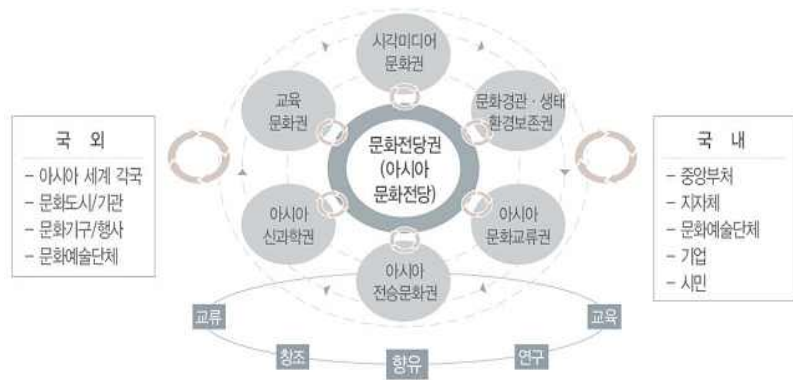 시각미디어
문화권
교육
문화권
문화경관·생태
환경보존권
국 외
- 아시아 세계 각국
- 문화도시/기관
- 문화기구/행사
- 문화예술단체
문화전당권
(아시아
문화전당)
국 내
- 중앙부처
- 지자체
- 문화예술단체
- 기업
- 시민
아시아
신과학권
아시아
문화교류권
아시아
전승문화권
교류
창조
향유
연구
교육